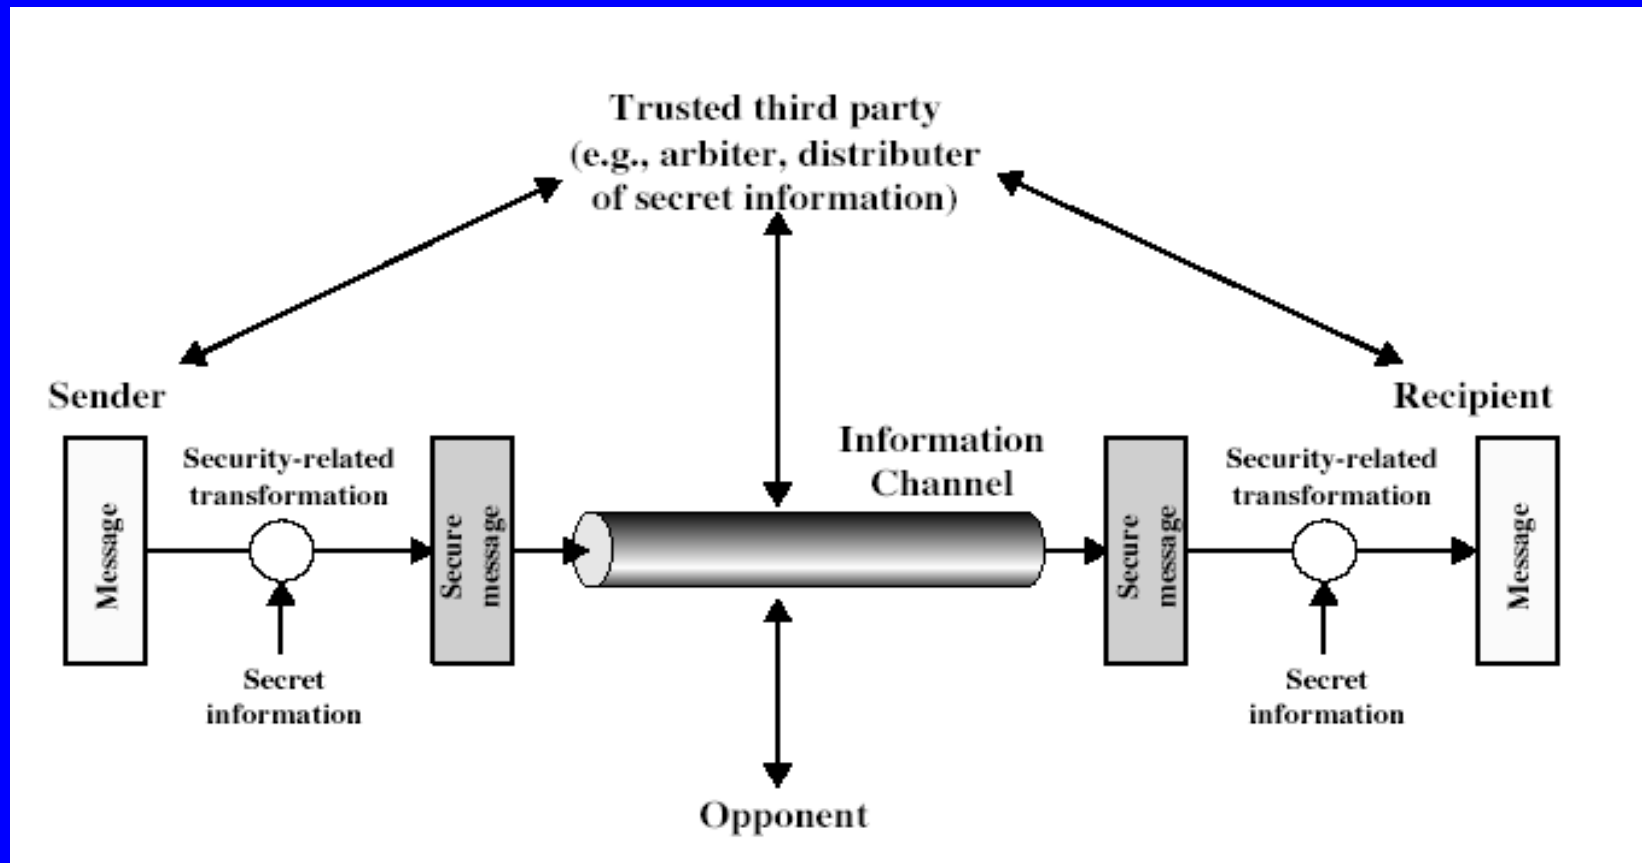 Trusted third party
(e.g., arbiter, distributer
of secret information)
Sender
Recipient
Information
Channel
Security-related
transformation
Security-related
transformation
Message
Secure
message
Secure
message
Message
Secret
information
Secret
information
Opponent